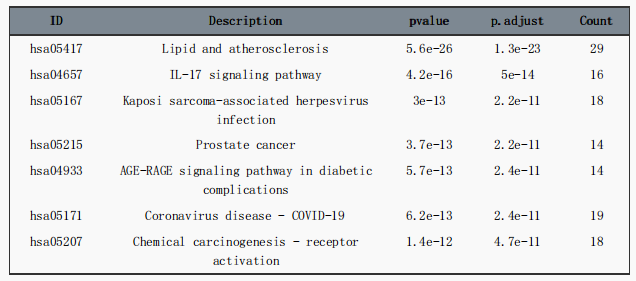 ID Description pvalue p.adjust Count
hsa05417 Lipid and atherosclerosis 5.6e-26 1.3e-23 29
hsa04657 IL-17 signaling pathway 4.2e-16 5e-14 16
hsa05167 Kaposi sarcoma-associated herpesvirus 3e-13 2.2e-11 18
infection
hsa05215 Prostate cancer 3.7e-13 2.2e-11 14
hsa04933 AGE-RAGE signaling pathway in diabetic 5.7e-13 2.4e-11 14
complications
hsa05171 Coronavirus disease - COVID-19 6.2e-13 2.4e-11 19
hsa05207 Chemical carcinogenesis - receptor 1.4e-12 4.7e-11 18
activation